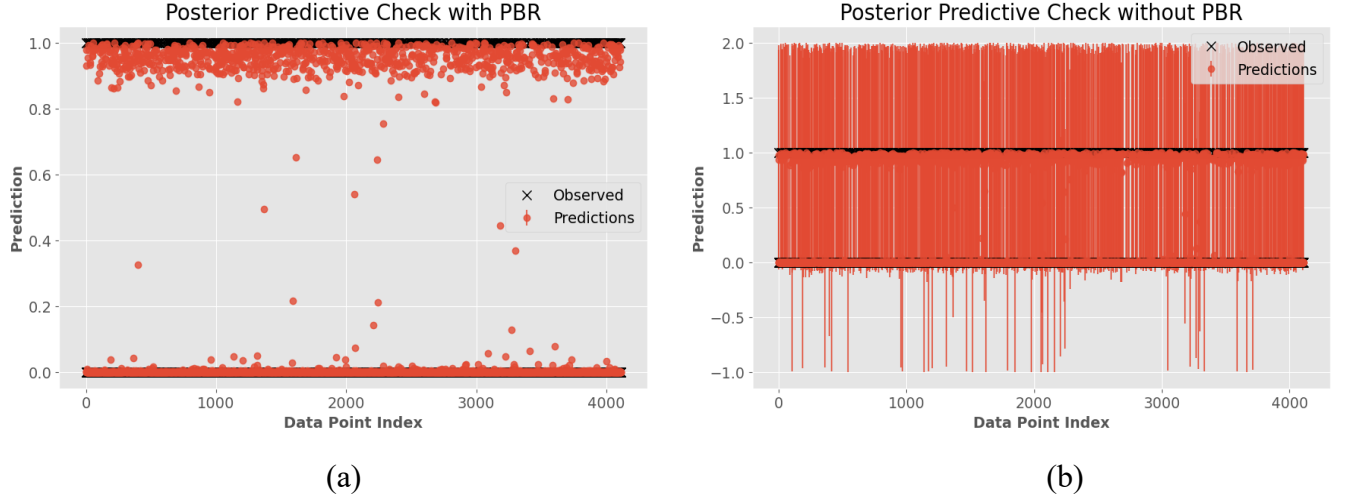 Posterior Predictive Check with PBR
1.0
0.8
0.6
0.4
0.2
0.0
Prediction
Observed
Predictions
0 1000 2000 3000 4000
Data Point Index
(a)
Posterior Predictive Check without PBR
2.0
1.5
1.0
0.5
0.0
−0.5
−1.0
Prediction
Observed
Predictions
0 1000 2000 3000 4000
Data Point Index
(b)